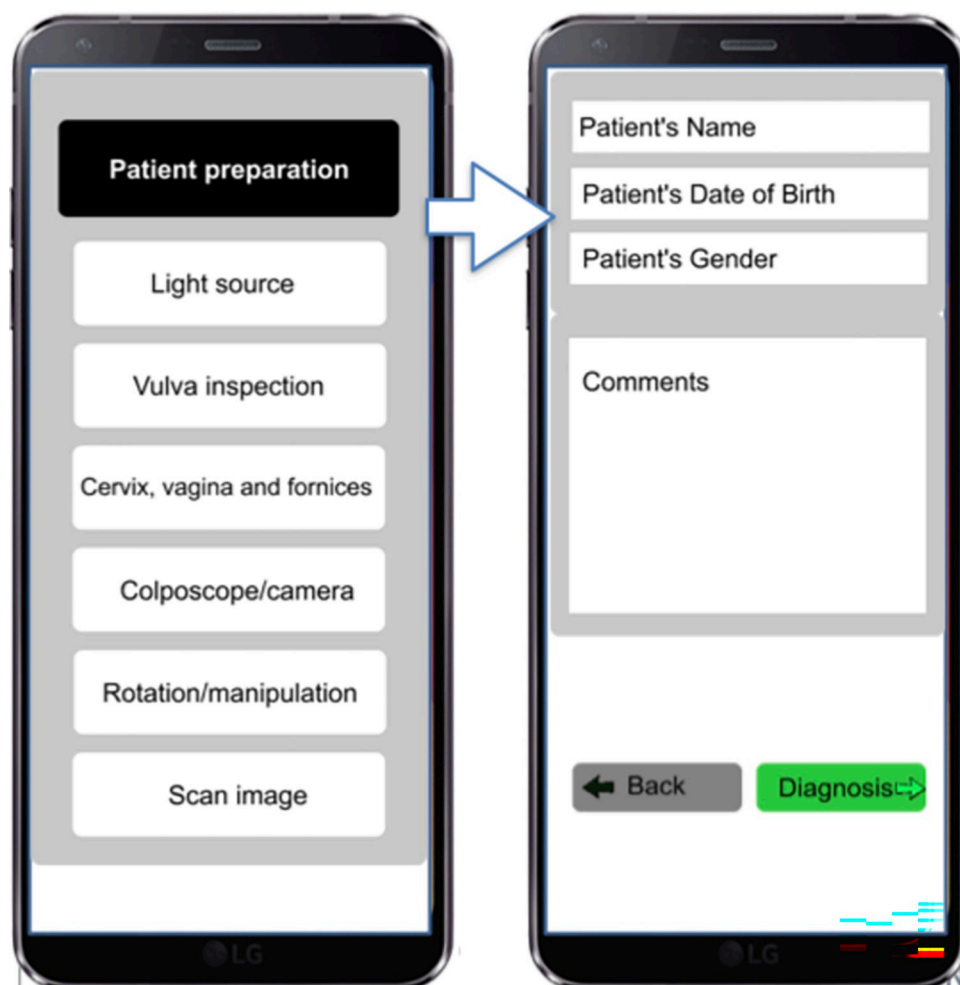 Patient preparation
Light source
Vulva inspection
Cervix, vagina and fornices
Colposcope/camera
Rotation/manipulation
Scan image
LG
Patient's Name
Patient's Date of Birth
Patient's Gender
Comments
Back
Diagnosis
LG